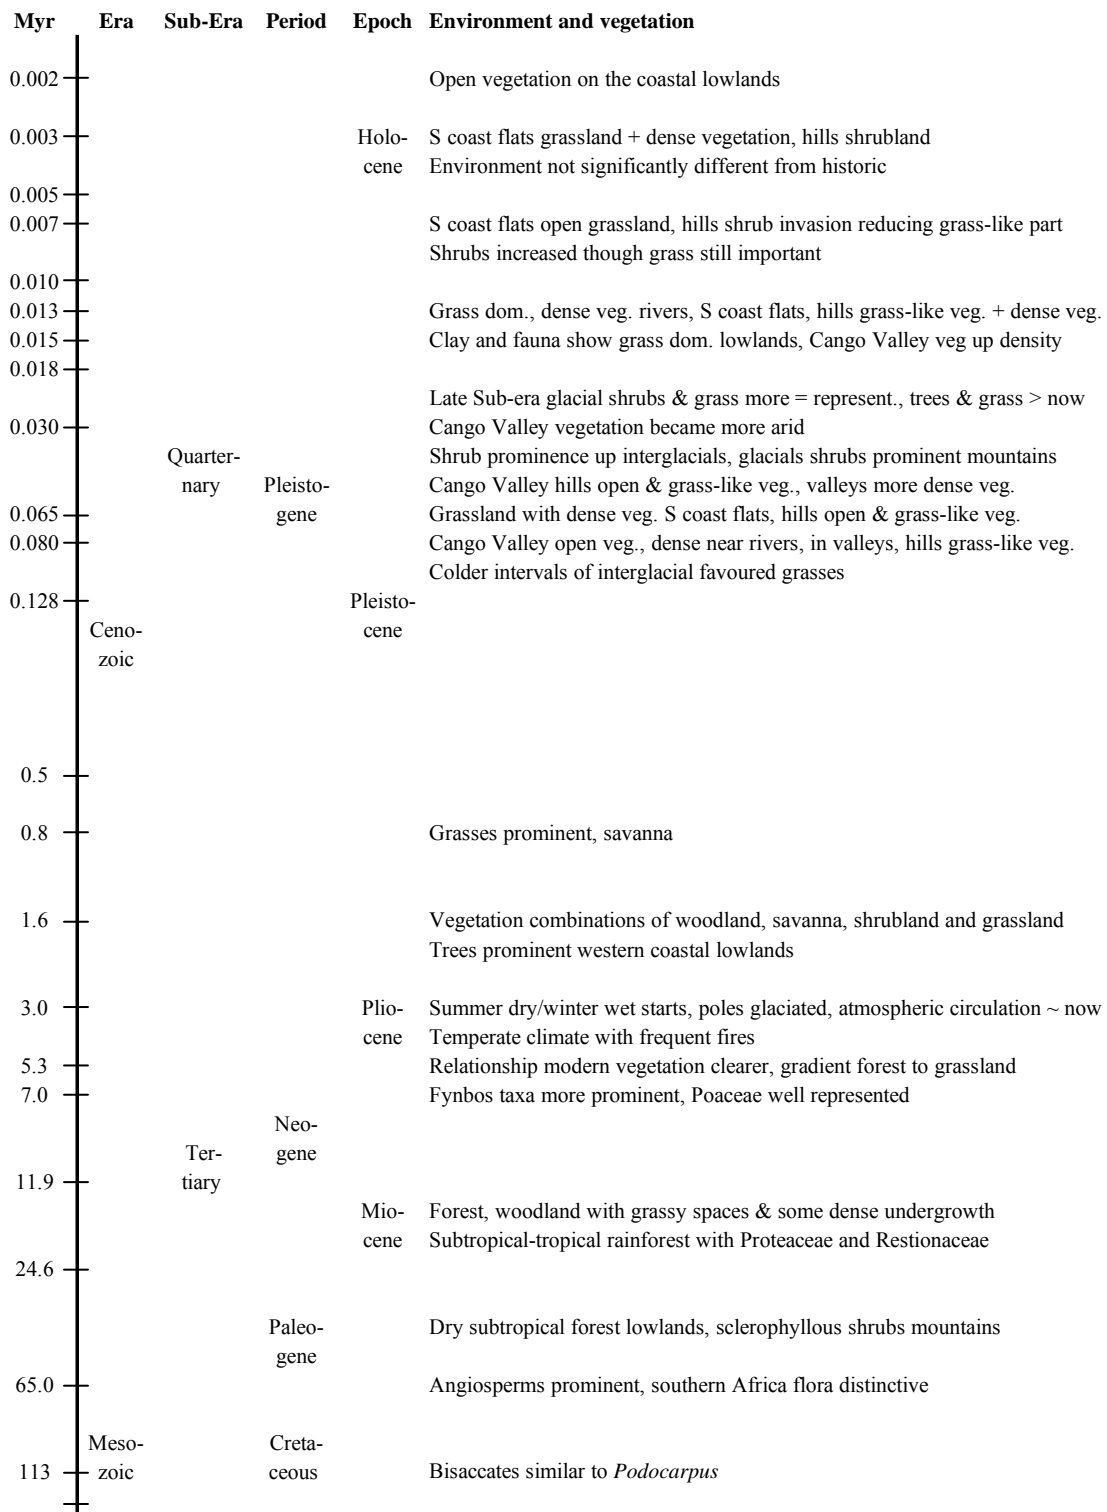 Myr Era Sub-Era Period Epoch Environment and vegetation
0.002 Open vegetation on the coastal lowlands
0.003 Holo- S coast flats grassland + dense vegetation, hills shrubland
cene Environment not significantly different from historic
0.005
0.007 S coast flats open grassland, hills shrub invasion reducing grass-like part
Shrubs increased though grass still important
0.010
0.013 Grass dom., dense veg. rivers, S coast flats, hills grass-like veg. + dense veg.
0.015 Clay and fauna show grass dom. lowlands, Cango Valley veg up density
0.018
Late Sub-era glacial shrubs & grass more = represent., trees & grass > now
0.030 Cango Valley vegetation became more arid
Quarter- Shrub prominence up interglacials, glacials shrubs prominent mountains
nary Pleisto- Cango Valley hills open & grass-like veg., valleys more dense veg.
0.065 gene Grassland with dense veg. S coast flats, hills open & grass-like veg.
0.080 Cango Valley open veg., dense near rivers, in valleys, hills grass-like veg.
Colder intervals of interglacial favoured grasses
0.128 Pleisto-
Ceno- cene
zoic
0.5
0.8 Grasses prominent, savanna
1.6 Vegetation combinations of woodland, savanna, shrubland and grassland
Trees prominent western coastal lowlands
3.0 Plio- Summer dry/winter wet starts, poles glaciated, atmospheric circulation ~ now
cene Temperate climate with frequent fires
5.3 Relationship modern vegetation clearer, gradient forest to grassland
7.0 Fynbos taxa more prominent, Poaceae well represented
Neo-
Ter- gene
11.9 tiary
Mio- Forest, woodland with grassy spaces & some dense undergrowth
cene Subtropical-tropical rainforest with Proteaceae and Restionaceae
24.6
Paleo- Dry subtropical forest lowlands, sclerophyllous shrubs mountains
gene
65.0 Angiosperms prominent, southern Africa flora distinctive
Meso- Creta-
113 zoic ceous Bisaccates similar to Podocarpus